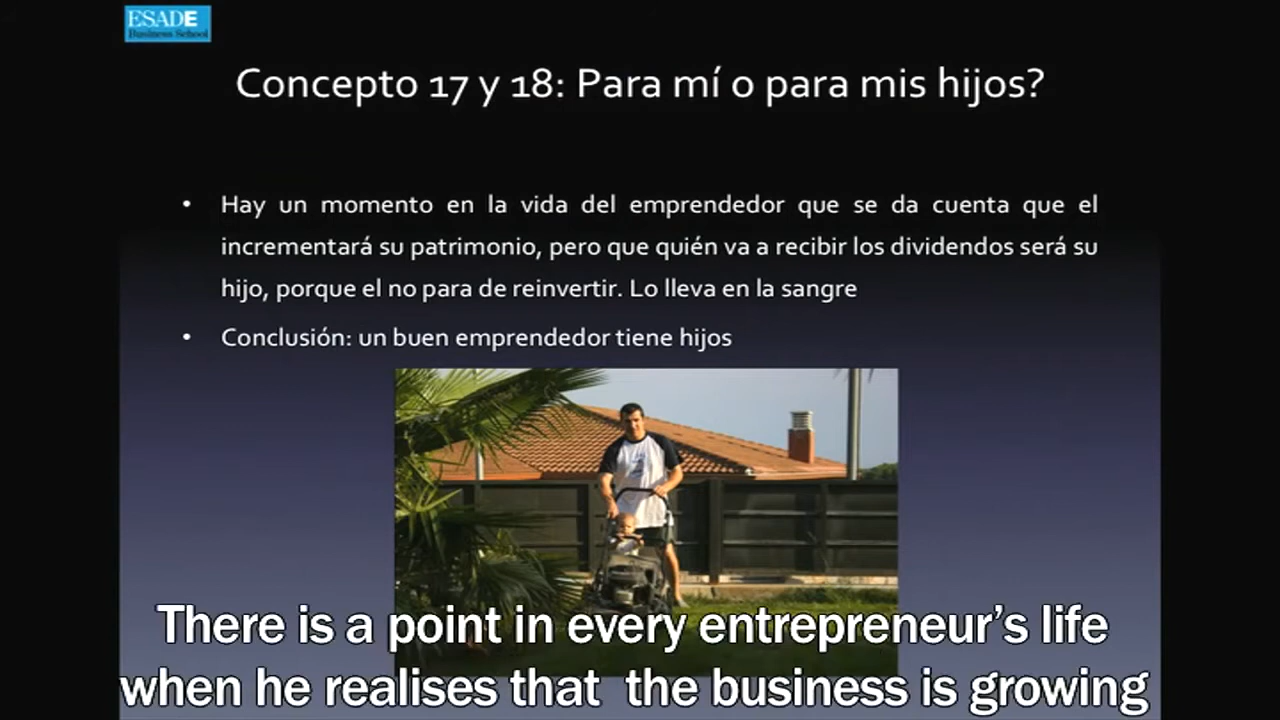 ESADE
Business School
Concepto 17 y 18: Para mí o para mis hijos?
• Hay un momento en la vida del emprendedor que se da cuenta que el
incrementará su patrimonio, pero que quién va a recibir los dividendos será su
hijo, porque el no para de reinvertir. Lo lleva en la sangre
• Conclusión: un buen emprendedor tiene hijos
There is a point in every entrepreneur’s life
when he realises that the business is growing